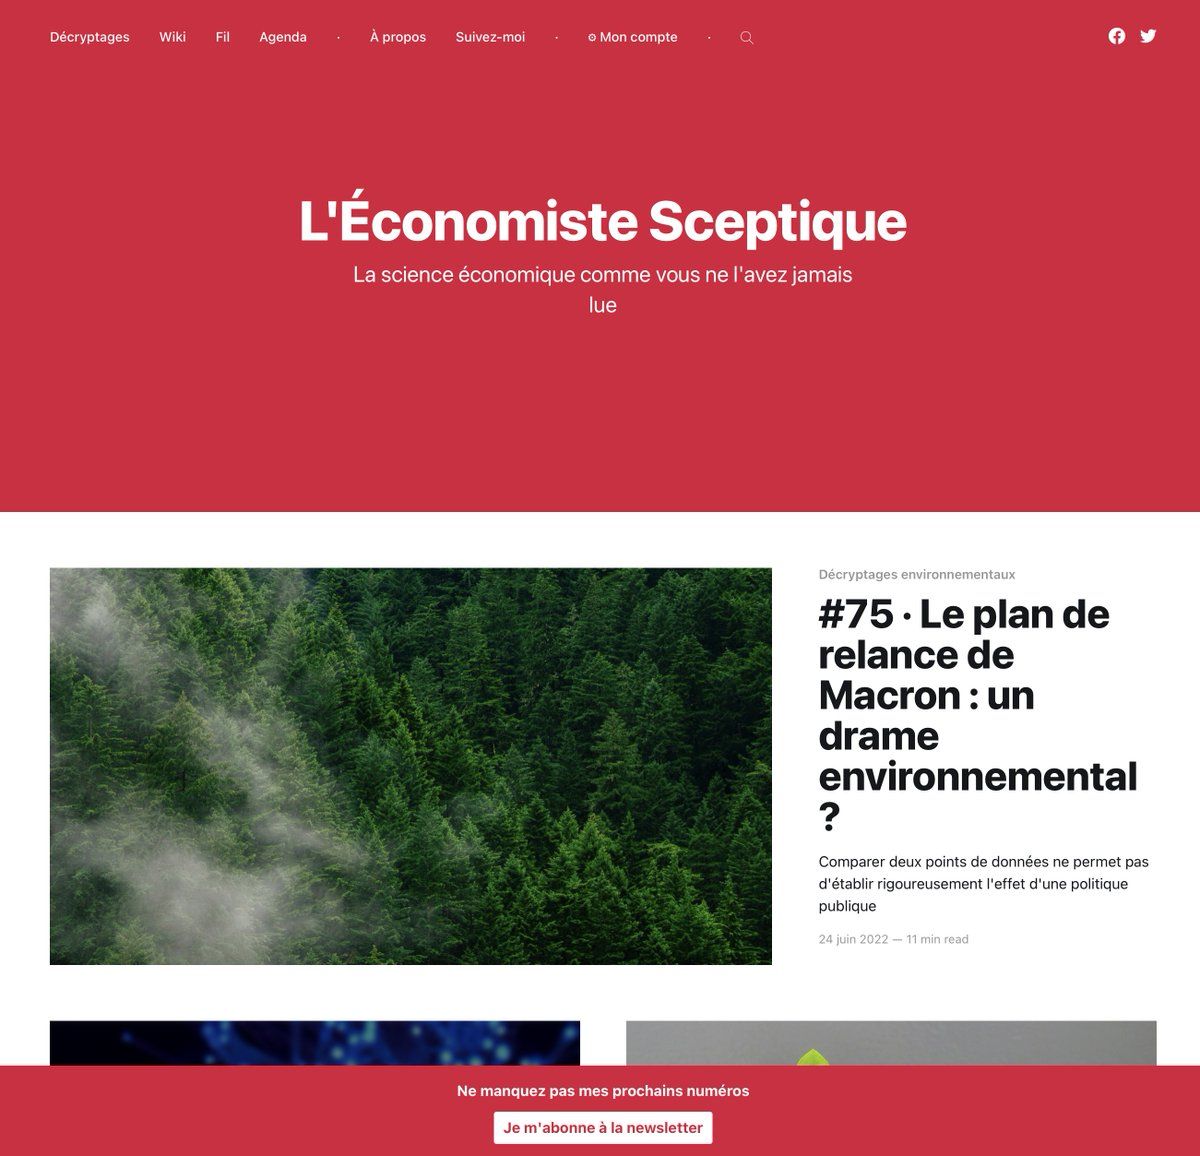 Décryptages Wiki Fil Agenda · À propos Suivez-moi · ⚙ Mon compte ·
L'Économiste Sceptique
La science économique comme vous ne l'avez jamais
lue
Décryptages environnementaux
#75 · Le plan de
relance de
Macron : un
drame
environnemental
?
Comparer deux points de données ne permet pas
d'établir rigoureusement l'effet d'une politique
publique
24 juin 2022 — 11 min read
Ne manquez pas mes prochains numéros
Je m'abonne à la newsletter